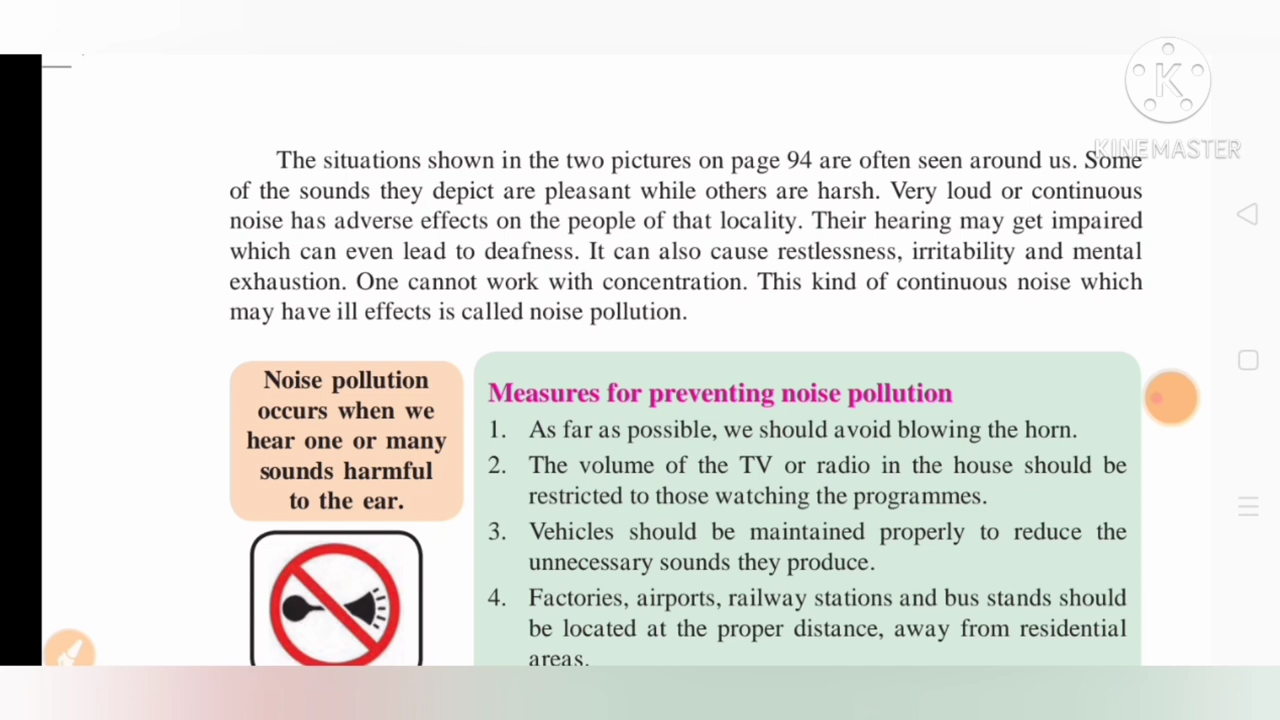 KINEMASTER
The situations shown in the two pictures on page 94 are often seen around us. Some
of the sounds they depict are pleasant while others are harsh. Very loud or continuous
noise has adverse effects on the people of that locality. Their hearing may get impaired
which can even lead to deafness. It can also cause restlessness, irritability and mental
exhaustion. One cannot work with concentration. This kind of continuous noise which
may have ill effects is called noise pollution.
Noise pollution
occurs when we
hear one or many
sounds harmful
to the ear.
Measures for preventing noise pollution
1. As far as possible, we should avoid blowing the horn.
2. The volume of the TV or radio in the house should be
restricted to those watching the programmes.
3. Vehicles should be maintained properly to reduce the
unnecessary sounds they produce.
4. Factories, airports, railway stations and bus stands should
be located at the proper distance, away from residential
areas.